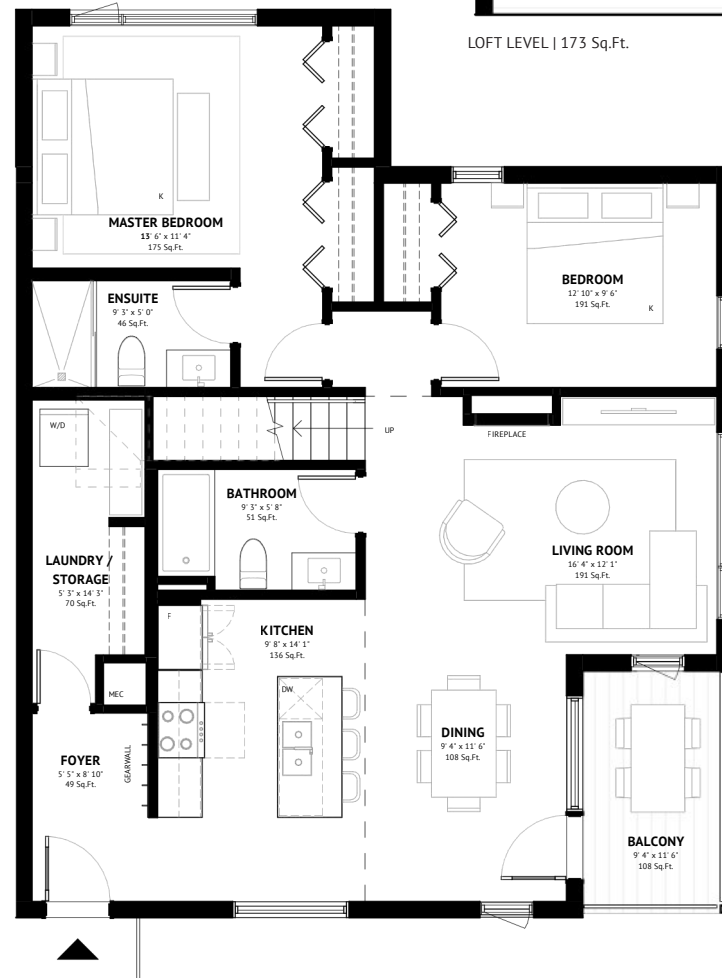 LOFT LEVEL | 173 Sq.Ft.
K
MASTER BEDROOM
13' 6" x 11' 4"
175 Sq.Ft.
BEDROOM
12' 10" x 9' 6"
191 Sq.Ft.
K
ENSUITE
9' 3" x 5' 0"
46 Sq.Ft.
W/D
UP
FIREPLACE
BATHROOM
9' 3" x 5' 8"
51 Sq.Ft.
LIVING ROOM
16' 4" x 12' 1"
191 Sq.Ft.
LAUNDRY /
STORAGE
5' 3" x 14' 3"
70 Sq.Ft.
F
KITCHEN
9' 8" x 14' 1"
136 Sq.Ft.
MEC
DW
DINING
9' 4" x 11' 6"
108 Sq.Ft.
FOYER
5' 5" x 8' 10"
49 Sq.Ft.
GEARWALL
BALCONY
9' 4" x 11' 6"
108 Sq.Ft.